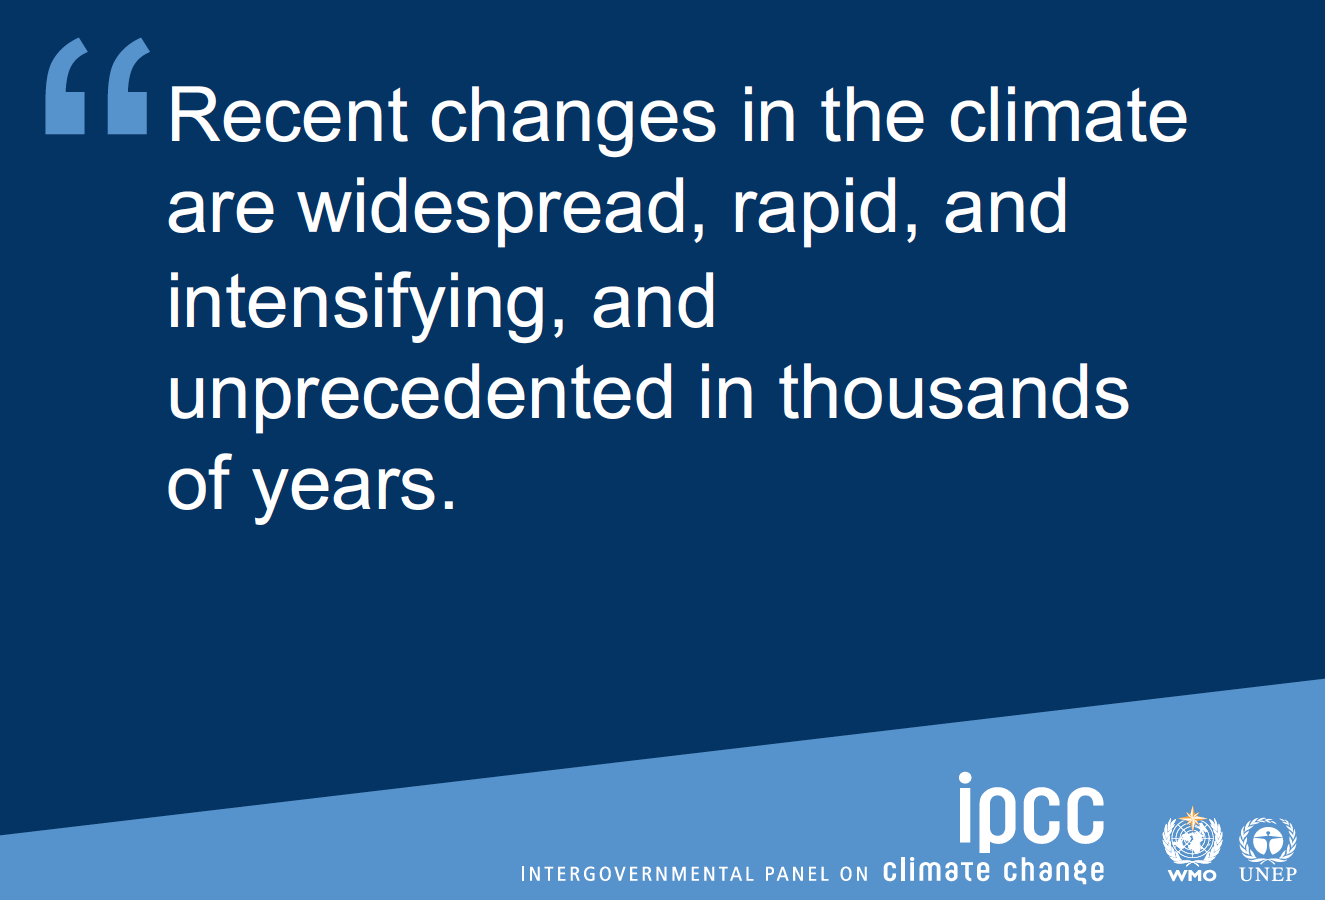 “Recent changes in the climate
are widespread, rapid, and
intensifying, and
unprecedented in thousands
of years.
ipcc
INTERGOVERNMENTAL PANEL ON climate change
WMO
UNEP